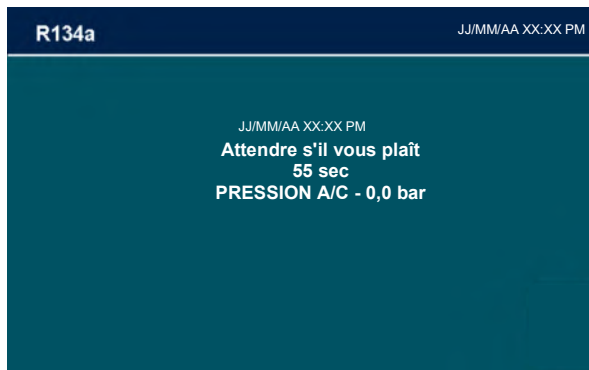 R134a
JJ/MM/AA XX:XX PM
JJ/MM/AA XX:XX PM
Attendre s'il vous plaît
55 sec
PRESSION A/C - 0,0 bar